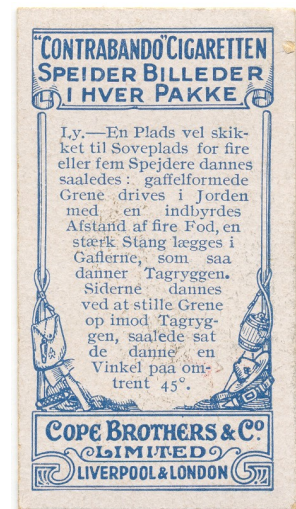 "CONTRABANDO" CIGARETTEN
SPEIDER BILLEDER
I HVER PAKKE
Ly.—En Plads vel skik-
ket til Soveplads for fire
eller fem Spejdere dannes
saaledes: gaffelformede
Grene drives i Jorden
med en indbyrdes
Afstand af fire Fod, en
stærk Stang lægges i
Gaflerne, som saa
danner Tagryggen.
Siderne dannes
ved at stille Grene
op imod Tagryg-
gen, saalede sat
de danne en
Vinkel paa om-
trent 45°.
COPE BROTHERS & Co.
LIMITED
LIVERPOOL & LONDON